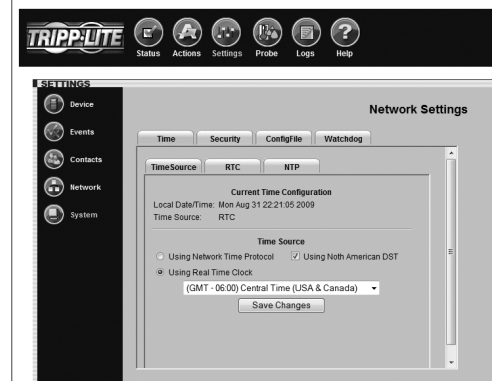 TRIPP·LITE
Status Actions Settings Probe Logs Help
SETTINGS
Device
Events
Contacts
Network
System
Network Settings
Time Security ConfigFile Watchdog
TimeSource RTC NTP
Current Time Configuration
Local Date/Time: Mon Aug 31 22:21:05 2009
Time Source: RTC
Time Source
Using Network Time Protocol Using Noth American DST
Using Real Time Clock
(GMT - 06:00) Central Time (USA & Canada)
Save Changes